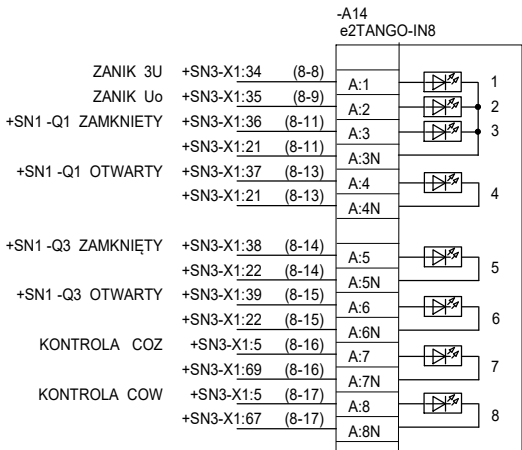 -A14
e2TANGO-IN8
ZANIK 3U +SN3-X1:34 (8-8) A:1 1
ZANIK Uo +SN3-X1:35 (8-9) A:2 2
+SN1 -Q1 ZAMKNIETY +SN3-X1:36 (8-11) A:3 3
+SN3-X1:21 (8-11) A:3N
+SN1 -Q1 OTWARTY +SN3-X1:37 (8-13) A:4 4
+SN3-X1:21 (8-13) A:4N
+SN1 -Q3 ZAMKNIĘTY +SN3-X1:38 (8-14) A:5 5
+SN3-X1:22 (8-14) A:5N
+SN1 -Q3 OTWARTY +SN3-X1:39 (8-15) A:6 6
+SN3-X1:22 (8-15) A:6N
KONTROLA COZ +SN3-X1:5 (8-16) A:7 7
+SN3-X1:69 (8-16) A:7N
KONTROLA COW +SN3-X1:5 (8-17) A:8 8
+SN3-X1:67 (8-17) A:8N